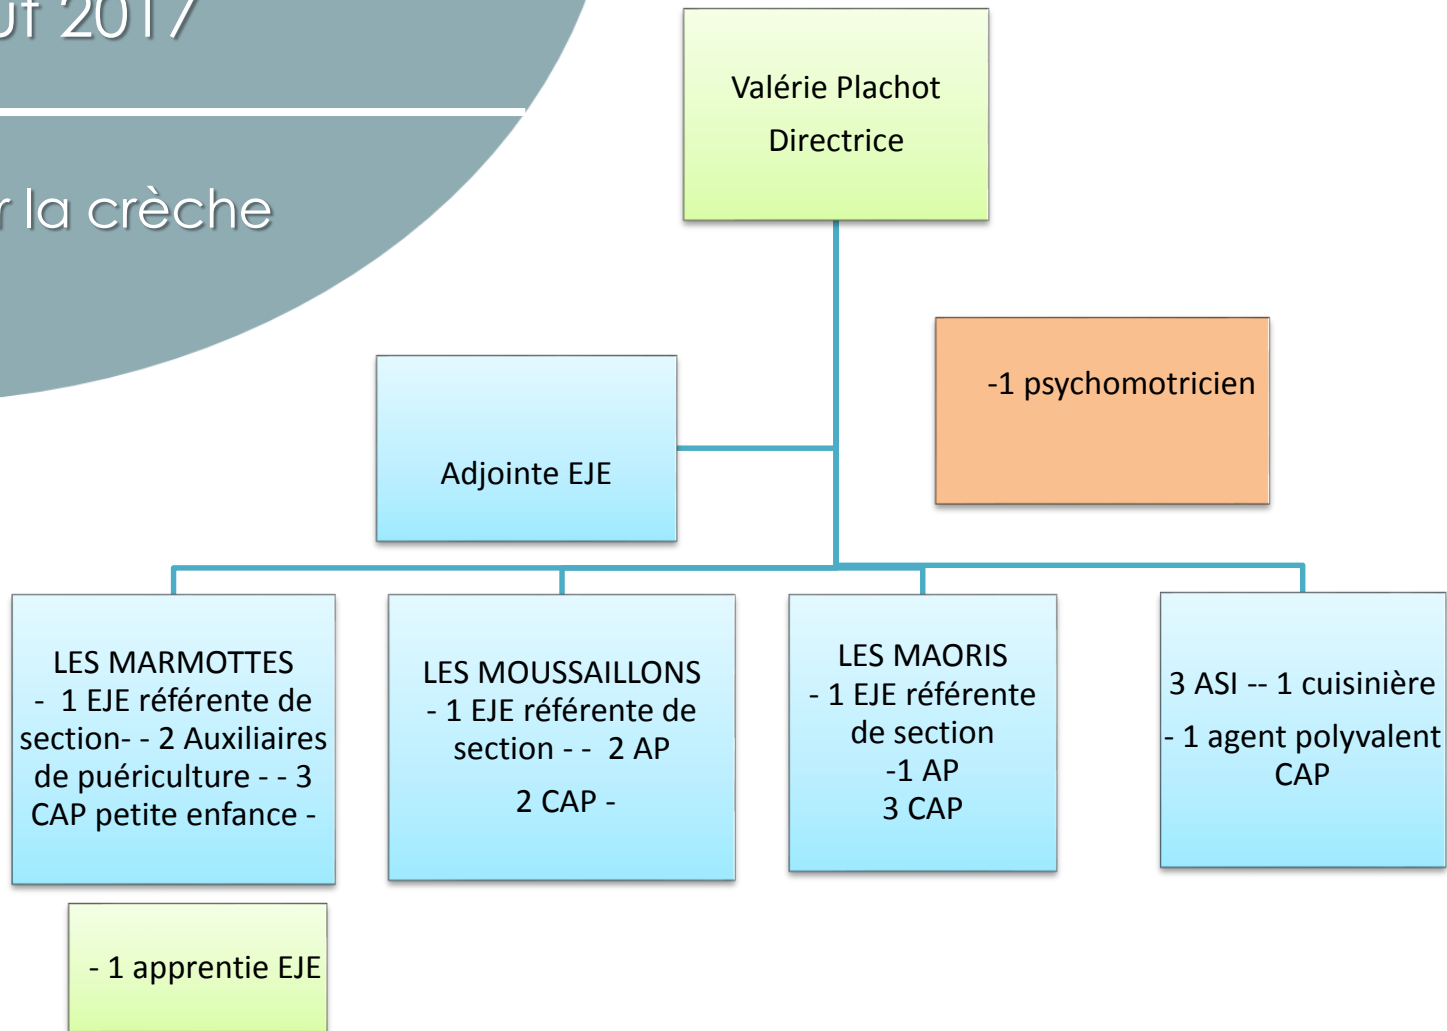 2017
la crèche
Valérie Plachot
Directrice
-1 psychomotricien
Adjointe EJE
LES MARMOTTES
- 1 EJE référente de
section- - 2 Auxiliaires
de puériculture - - 3
CAP petite enfance -
LES MOUSSAILLONS
- 1 EJE référente de
section - - 2 AP
2 CAP -
LES MAORIS
- 1 EJE référente
de section
-1 AP
3 CAP
3 ASI -- 1 cuisinière
- 1 agent polyvalent
CAP
- 1 apprentie EJE